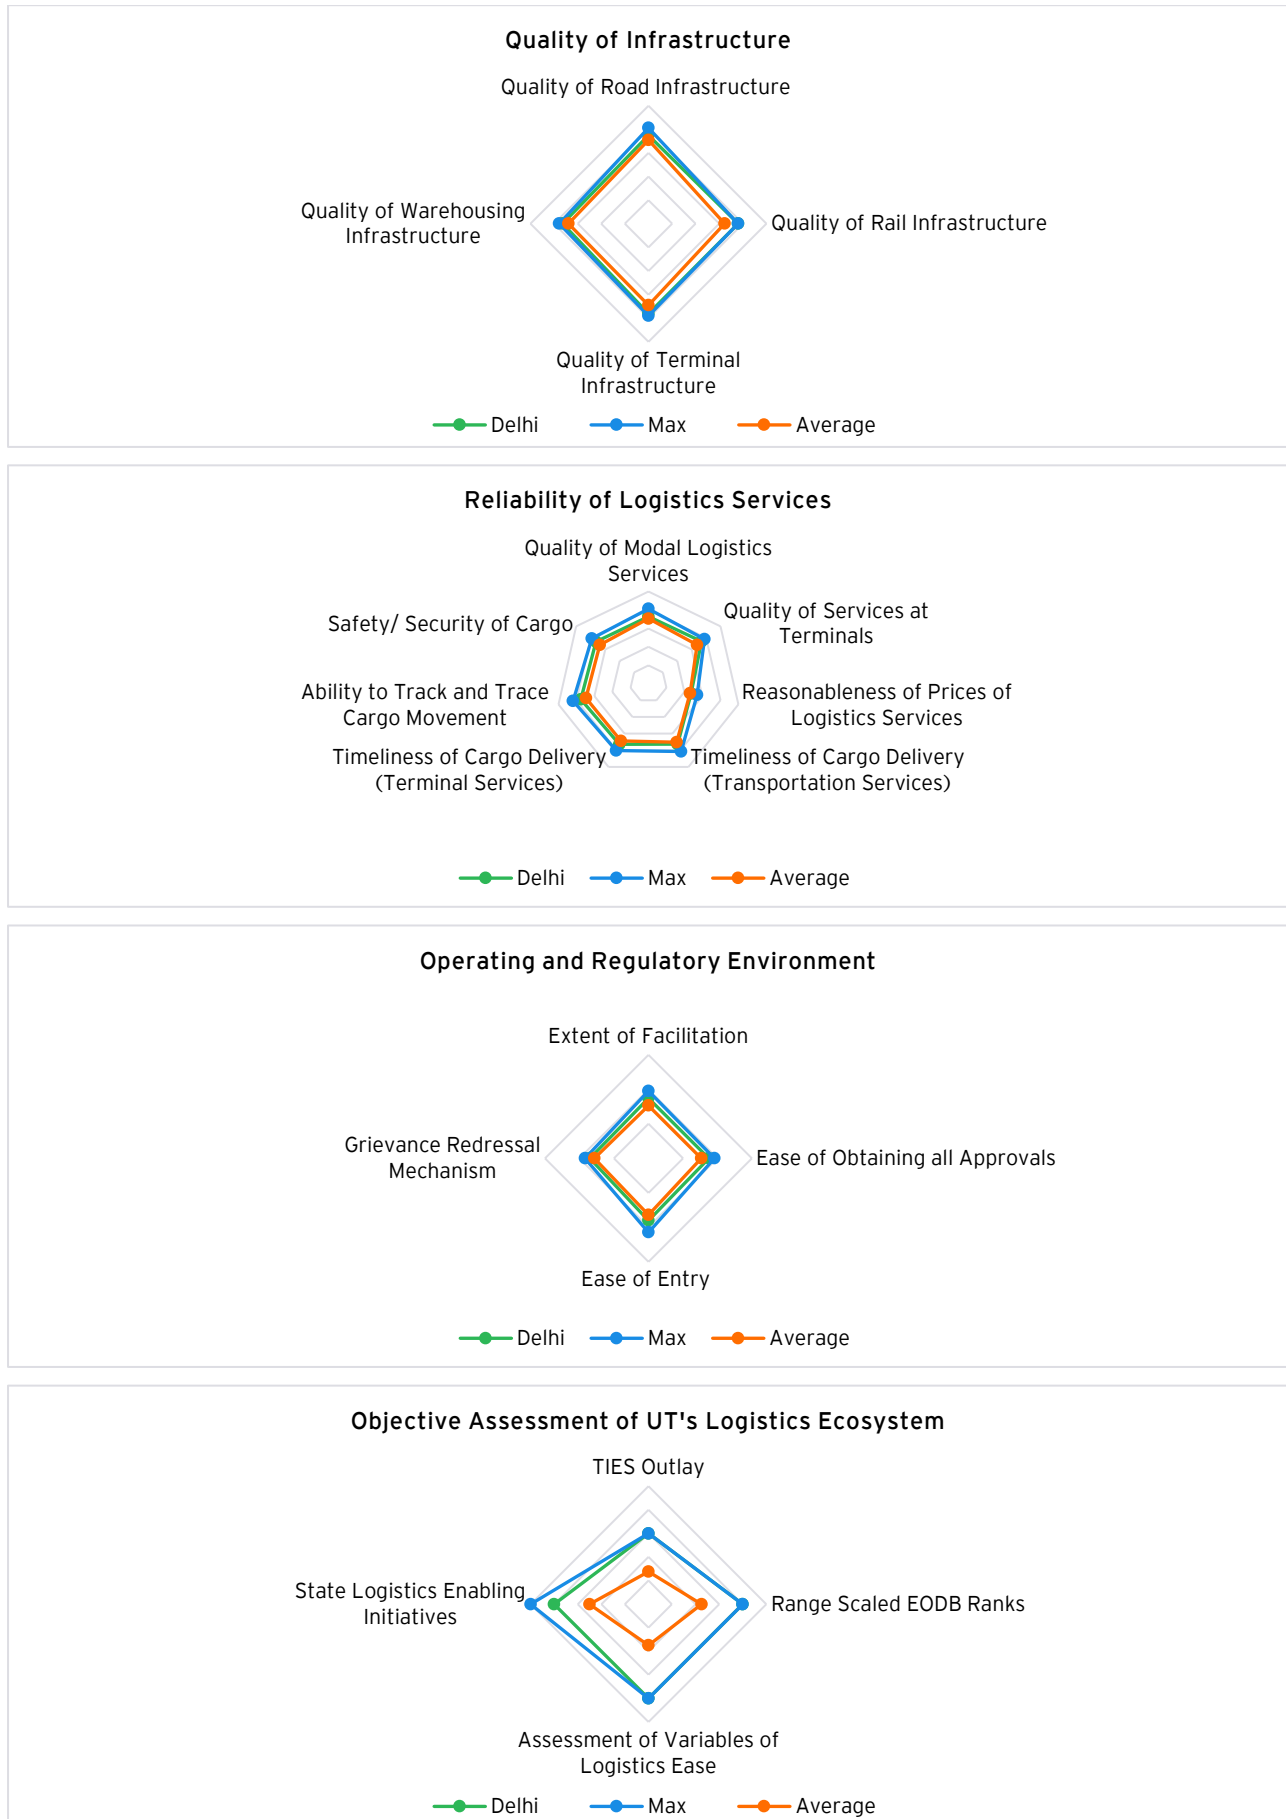 Quality of Infrastructure
Quality of Road Infrastructure
Quality of Warehousing
Infrastructure
Quality of Rail Infrastructure
Quality of Terminal
Infrastructure
Delhi
Max
Average
Reliability of Logistics Services
Quality of Modal Logistics
Services
Safety/ Security of Cargo
Quality of Services at
Terminals
Ability to Track and Trace
Cargo Movement
Reasonableness of Prices of
Logistics Services
Timeliness of Cargo Delivery
(Terminal Services)
Timeliness of Cargo Delivery
(Transportation Services)
Delhi
Max
Average
Operating and Regulatory Environment
Extent of Facilitation
Grievance Redressal
Mechanism
Ease of Obtaining all Approvals
Ease of Entry
Delhi
Max
Average
Objective Assessment of UT's Logistics Ecosystem
TIES Outlay
State Logistics Enabling
Initiatives
Range Scaled EODB Ranks
Assessment of Variables of
Logistics Ease
Delhi
Max
Average